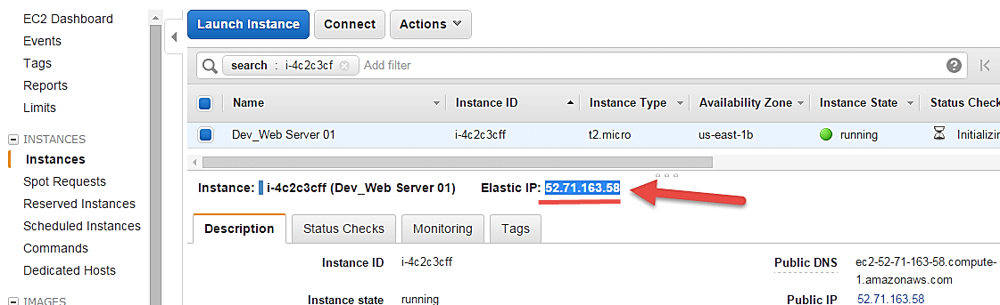 EC2 Dashboard
Events
Tags
Reports
Limits
INSTANCES
Instances
Spot Requests
Reserved Instances
Scheduled Instances
Commands
Dedicated Hosts
IMAGES
Launch Instance Connect Actions
search : i-4c2c3cf Add filter
Name Instance ID Instance Type Availability Zone Instance State Status Check
Dev_Web Server 01 i-4c2c3cff t2.micro us-east-1b running Initializin
Instance: i-4c2c3cff (Dev_Web Server 01) Elastic IP: 52.71.163.58
Description Status Checks Monitoring Tags
Instance ID i-4c2c3cff Public DNS ec2-52-71-163-58.compute-
1.amazonaws.com
Instance state running Public IP 52.71.163.58